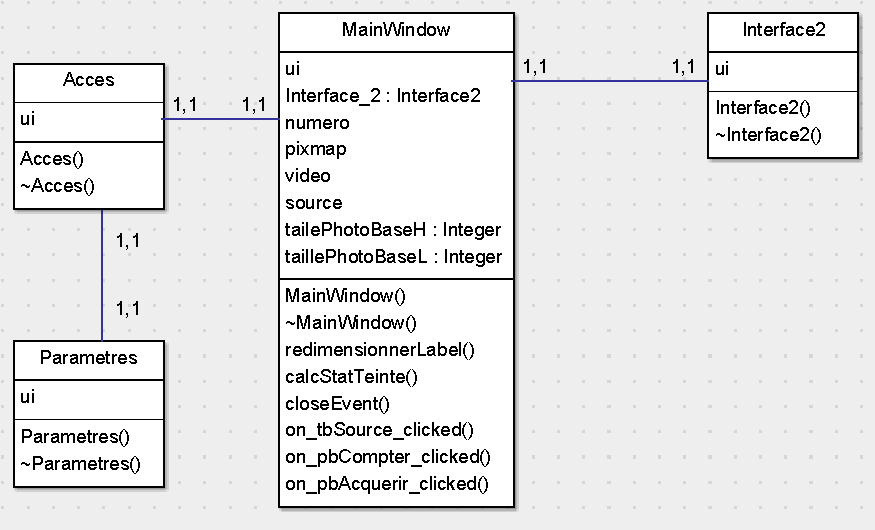 Acces
ui
Acces()
~Acces()
1,1
1,1
MainWindow
ui
Interface_2 : Interface2
numero
pixmap
video
source
tailePhotoBaseH : Integer
taillePhotoBaseL : Integer
MainWindow()
~MainWindow()
redimensionnerLabel()
calcStatTeinte()
closeEvent()
on_tbSource_clicked()
on_pbCompter_clicked()
on_pbAcquerir_clicked()
1,1
1,1
Interface2
ui
Interface2()
~Interface2()
1,1
1,1
Parametres
ui
Parametres()
~Parametres()